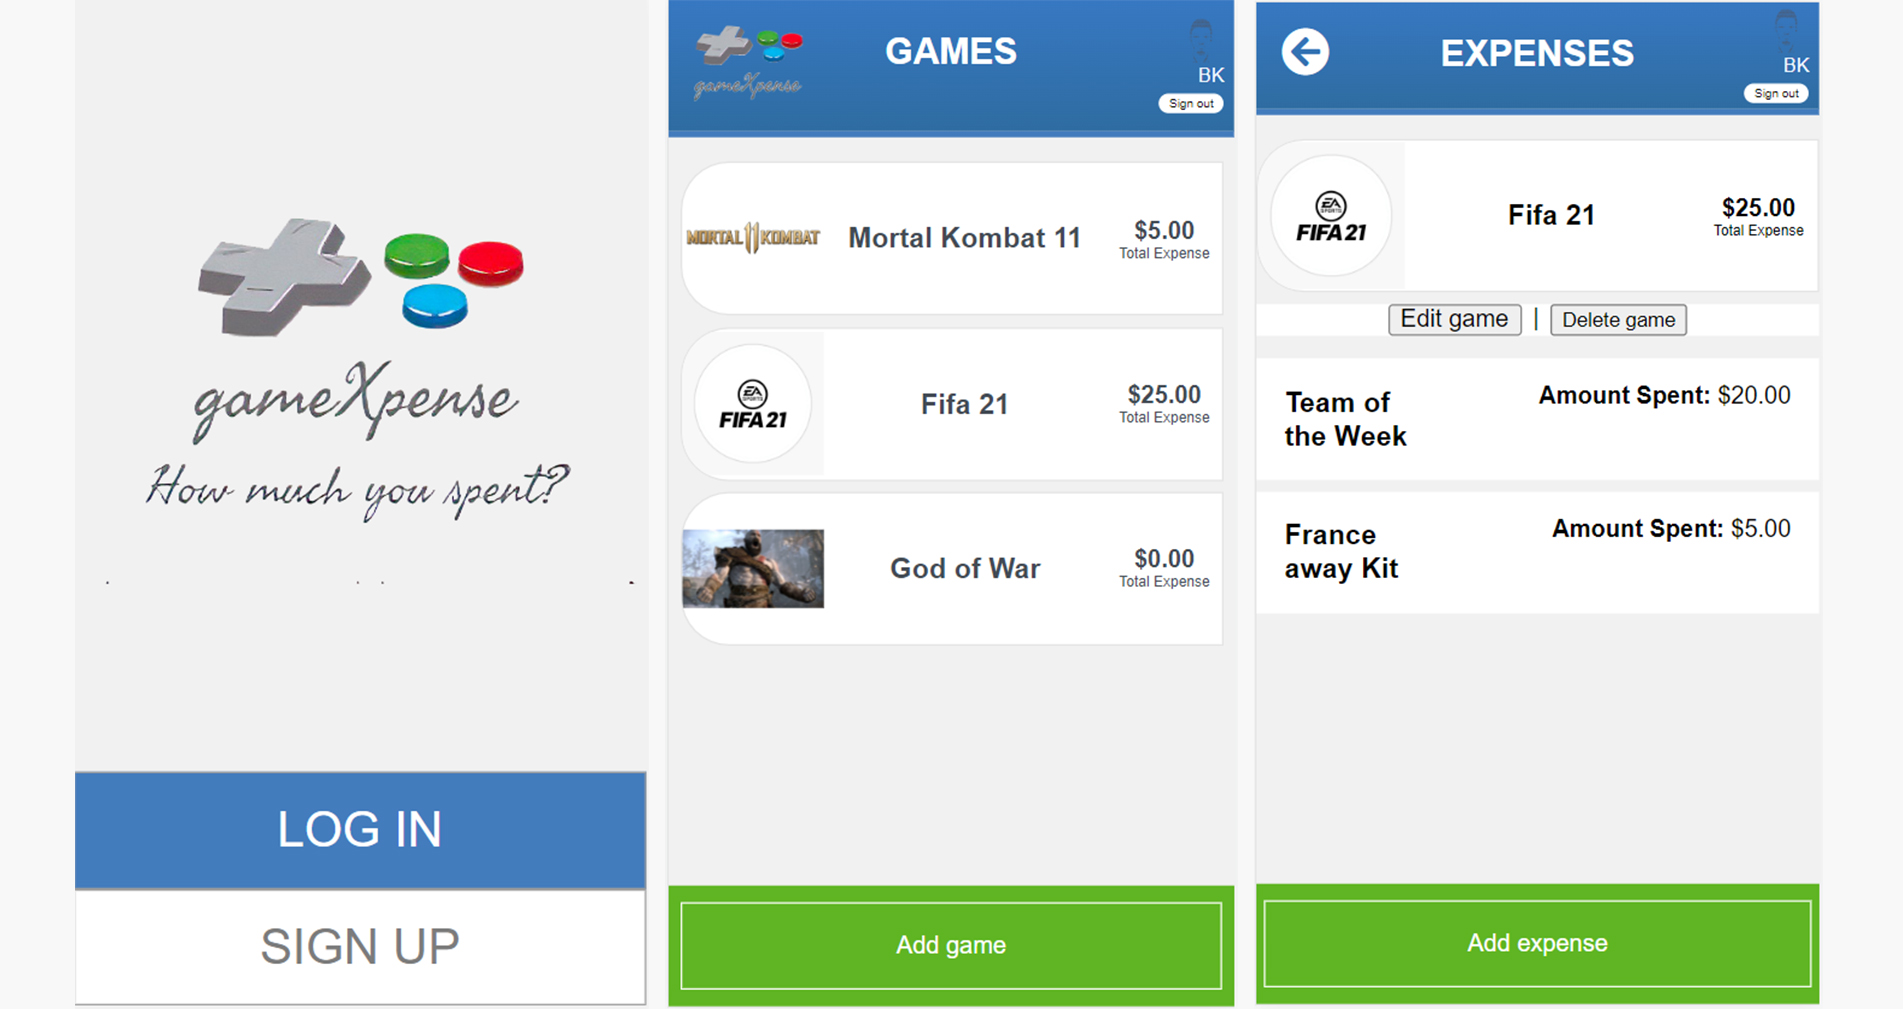 gameXpense
How much you spent?
LOG IN
SIGN UP
gameXpense
GAMES
BK
Sign out
MORTAL 11 KOMBAT
Mortal Kombat 11
$5.00
Total Expense
EA
SPORTS
FIFA 21
Fifa 21
$25.00
Total Expense
God of War
$0.00
Total Expense
Add game
EXPENSES
BK
Sign out
EA
SPORTS
FIFA 21
Fifa 21
$25.00
Total Expense
Edit game | Delete game
Team of
the Week
Amount Spent: $20.00
France
away Kit
Amount Spent: $5.00
Add expense